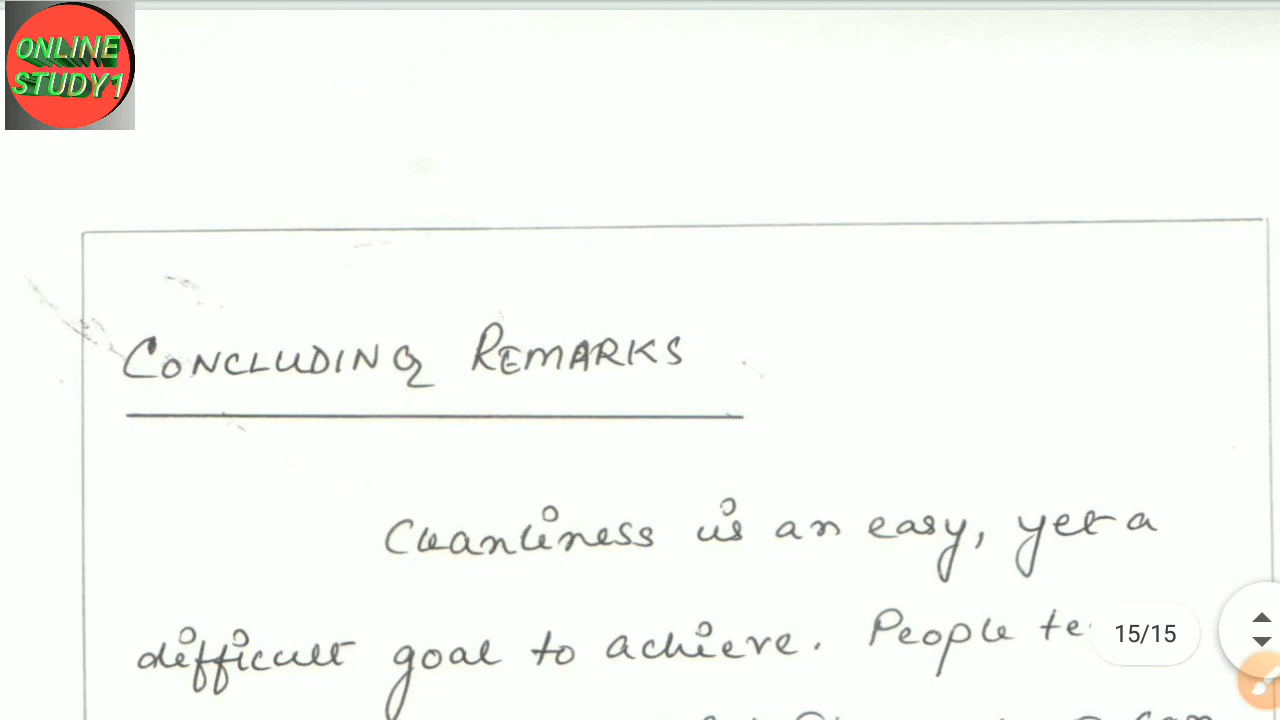 ONLINE
STUDY1
CONCLUDING REMARKS
Cleanliness is an easy, yet a
difficult goal to achieve. People te
15/15